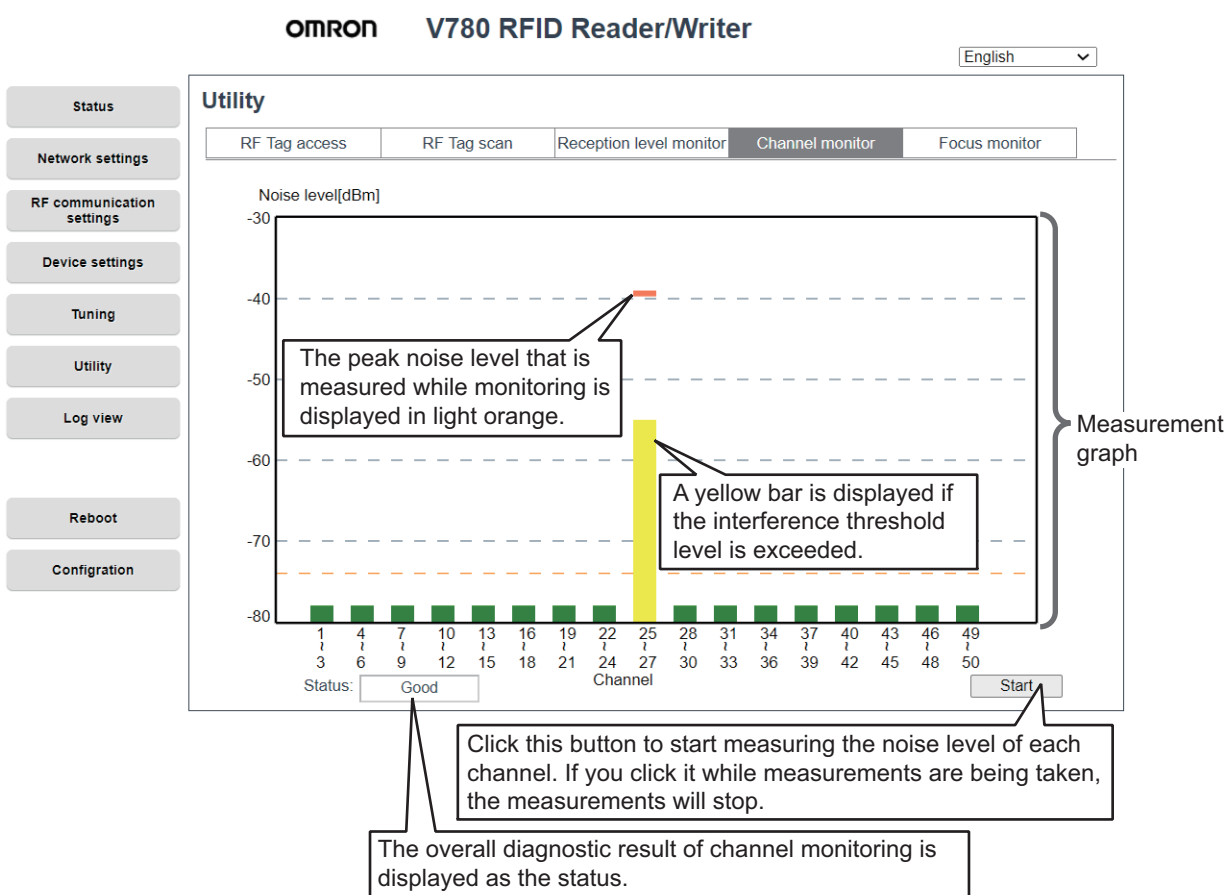 OMRON V780 RFID Reader/Writer
English
Status
Network settings
RF communication
settings
Device settings
Tuning
Utility
Log view
Reboot
Configration
Utility
RF Tag access
RF Tag scan
Reception level monitor
Channel monitor
Focus monitor
Noise level[dBm]
-30
-40
-50
-60
-70
-80
The peak noise level that is
measured while monitoring is
displayed in light orange.
A yellow bar is displayed if
the interference threshold
level is exceeded.
Measurement
graph
1 4 7 10 13 16 19 22 25 28 31 34 37 40 43 46 49
~ ~ ~ ~ ~ ~ ~ ~ ~ ~ ~ ~ ~ ~ ~ ~ ~
3 6 9 12 15 18 21 24 27 30 33 36 39 42 45 48 50
Channel
Status: Good
Start
Click this button to start measuring the noise level of each
channel. If you click it while measurements are being taken,
the measurements will stop.
The overall diagnostic result of channel monitoring is
displayed as the status.